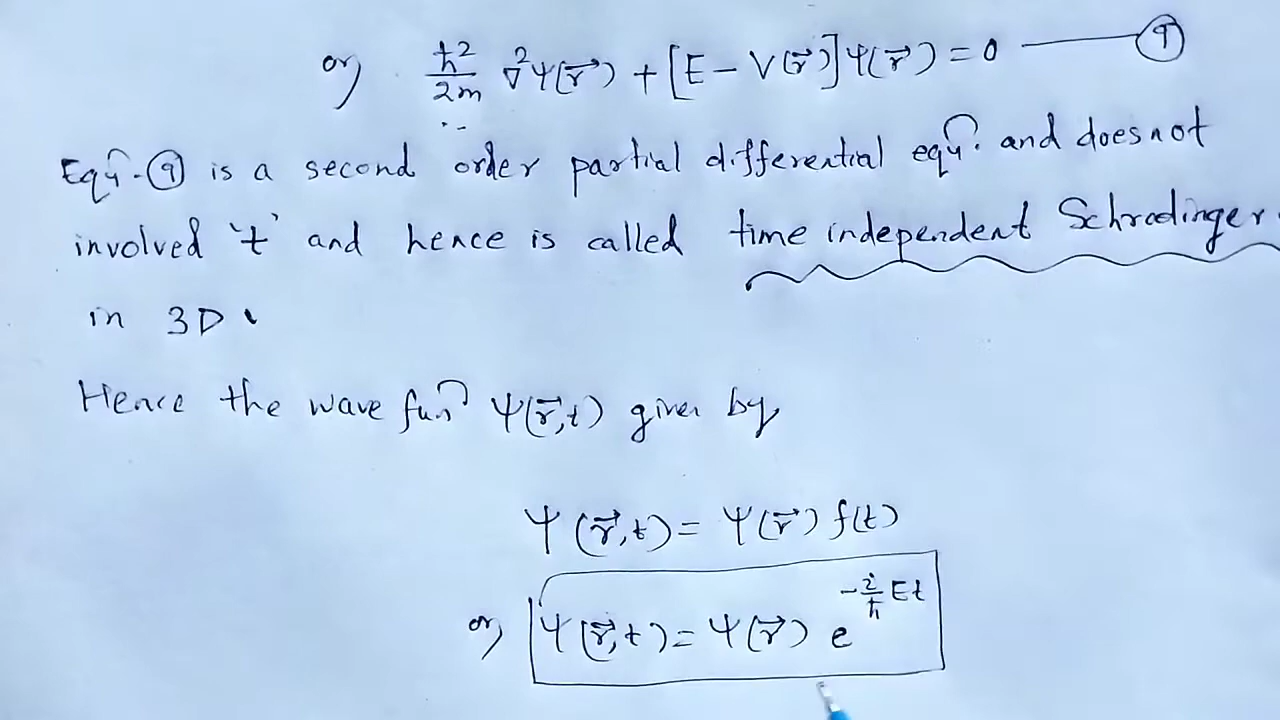 or, ħ²/2m ∇²Ψ(r⃗) + [E - V(r⃗)]Ψ(r⃗) = 0 —— ⑨
Eqn-⑨ is a second order partial differential eqn. and does not
involved 't' and hence is called time independent Schrodinger
in 3D.
Hence the wave fun Ψ(r⃗,t) given by
Ψ(r⃗,t) = Ψ(r⃗) f(t)
or, Ψ(r⃗,t) = Ψ(r⃗) e^(-i/ħ Et)